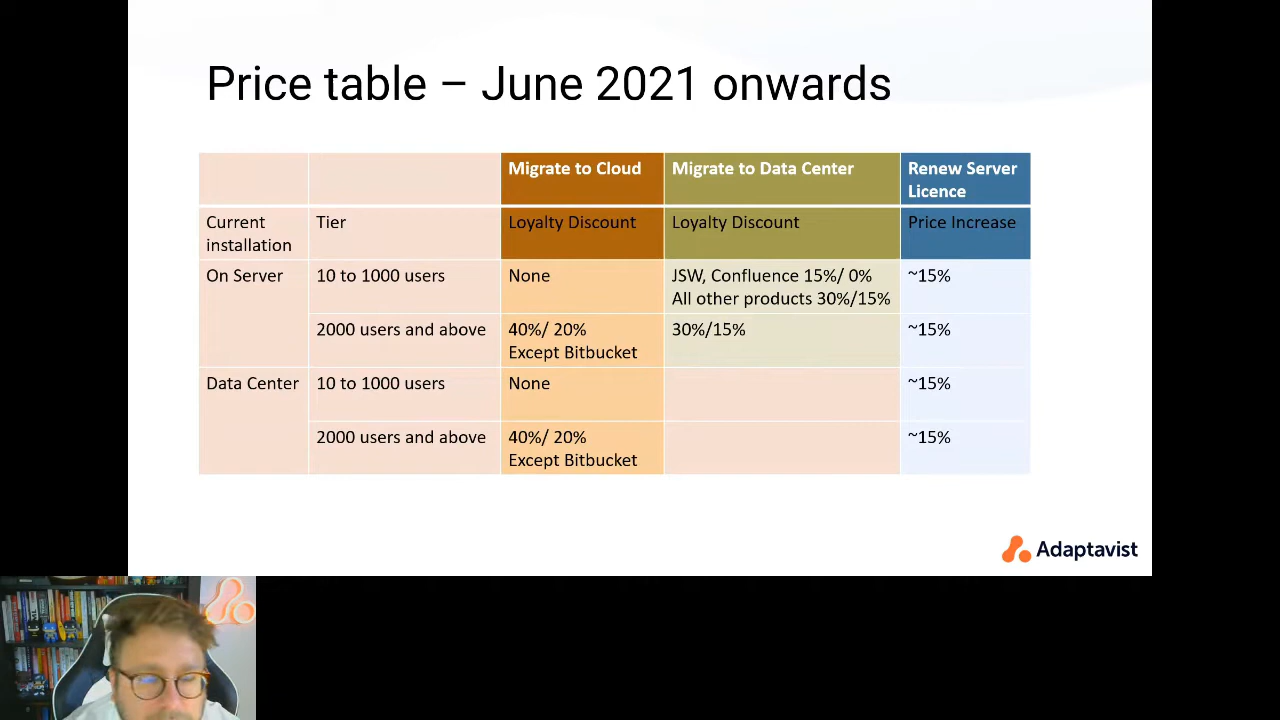 Price table – June 2021 onwards
Migrate to Cloud
Migrate to Data Center
Renew Server
Licence
Current
installation
Tier
Loyalty Discount
Loyalty Discount
Price Increase
On Server
10 to 1000 users
None
JSW, Confluence 15%/ 0%
All other products 30%/15%
~15%
2000 users and above
40%/ 20%
Except Bitbucket
30%/15%
~15%
Data Center
10 to 1000 users
None
~15%
2000 users and above
40%/ 20%
Except Bitbucket
~15%
Adaptavist